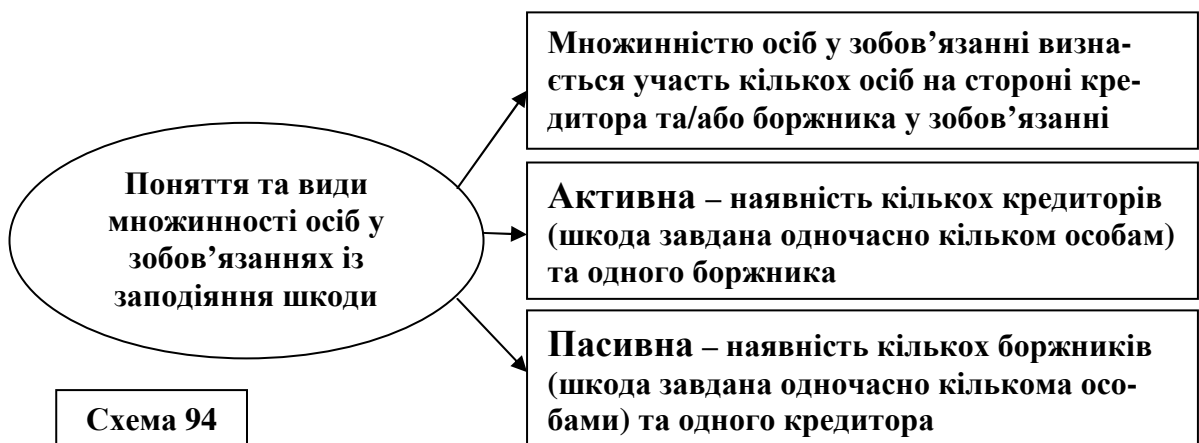 Поняття та види
множинності осіб у
зобов’язаннях із
заподіяння шкоди
Множинністю осіб у зобов’язанні визна-
ється участь кількох осіб на стороні кре-
дитора та/або боржника у зобов’язанні
Активна – наявність кількох кредиторів
(шкода завдана одночасно кільком особам)
та одного боржника
Пасивна – наявність кількох боржників
(шкода завдана одночасно кількома осо-
бами) та одного кредитора
Схема 94